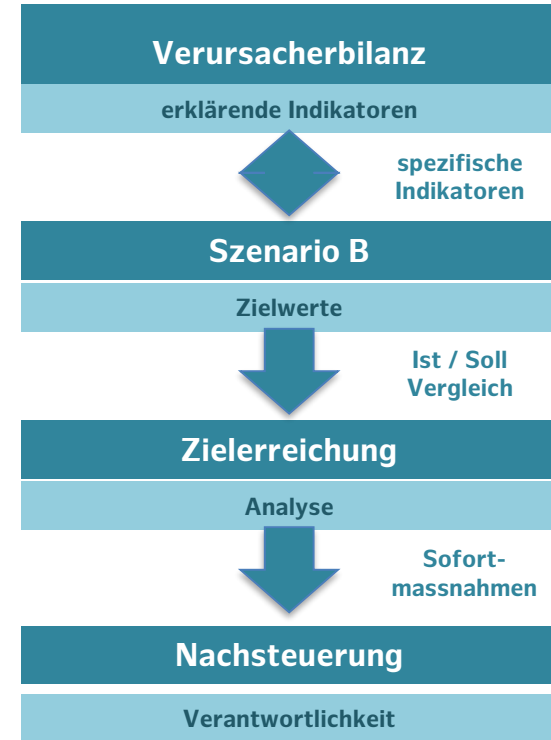 Verursacherbilanz
erklärende Indikatoren
spezifische
Indikatoren
Szenario B
Zielwerte
Ist / Soll
Vergleich
Zielerreichung
Analyse
Sofort-
massnahmen
Nachsteuerung
Verantwortlichkeit